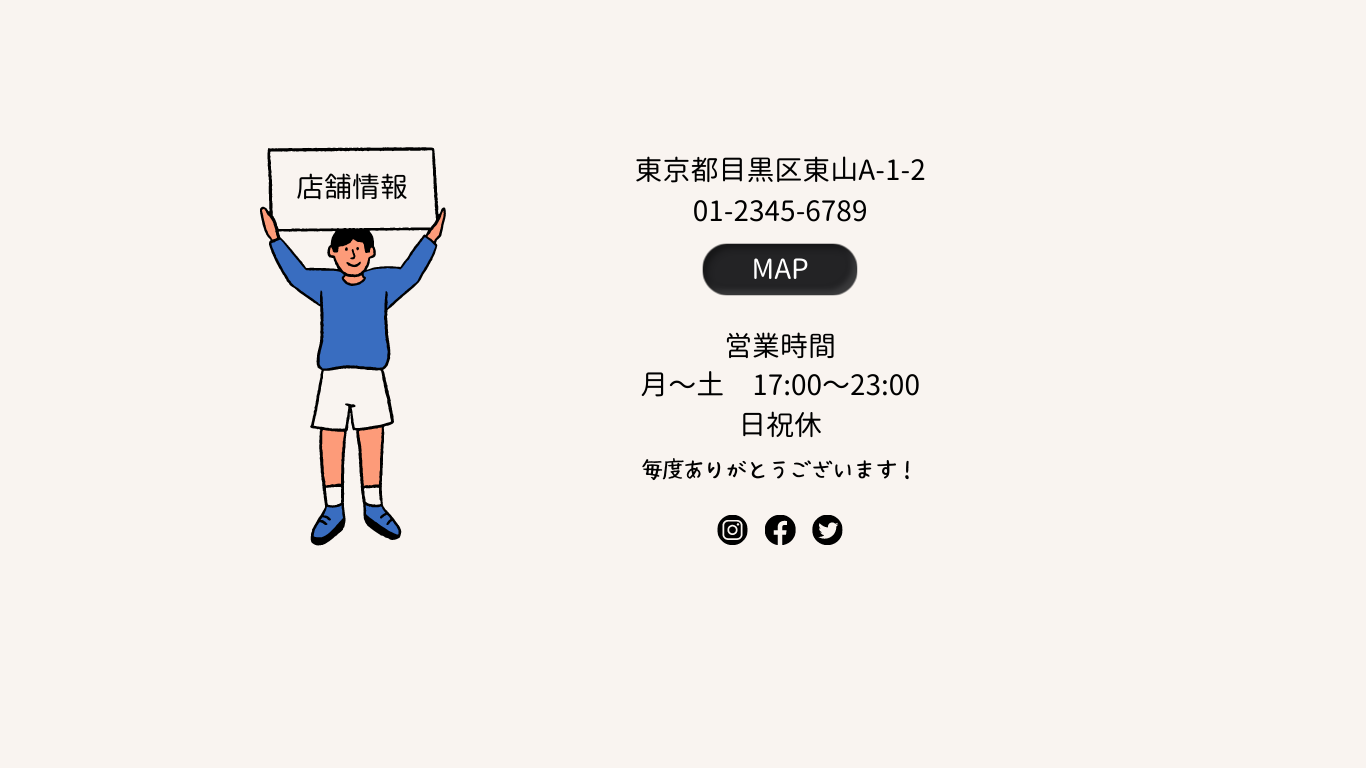 店舗情報
東京都目黒区東山A-1-2
01-2345-6789
MAP
営業時間
月〜土　17:00〜23:00
日祝休
毎度ありがとうございます！